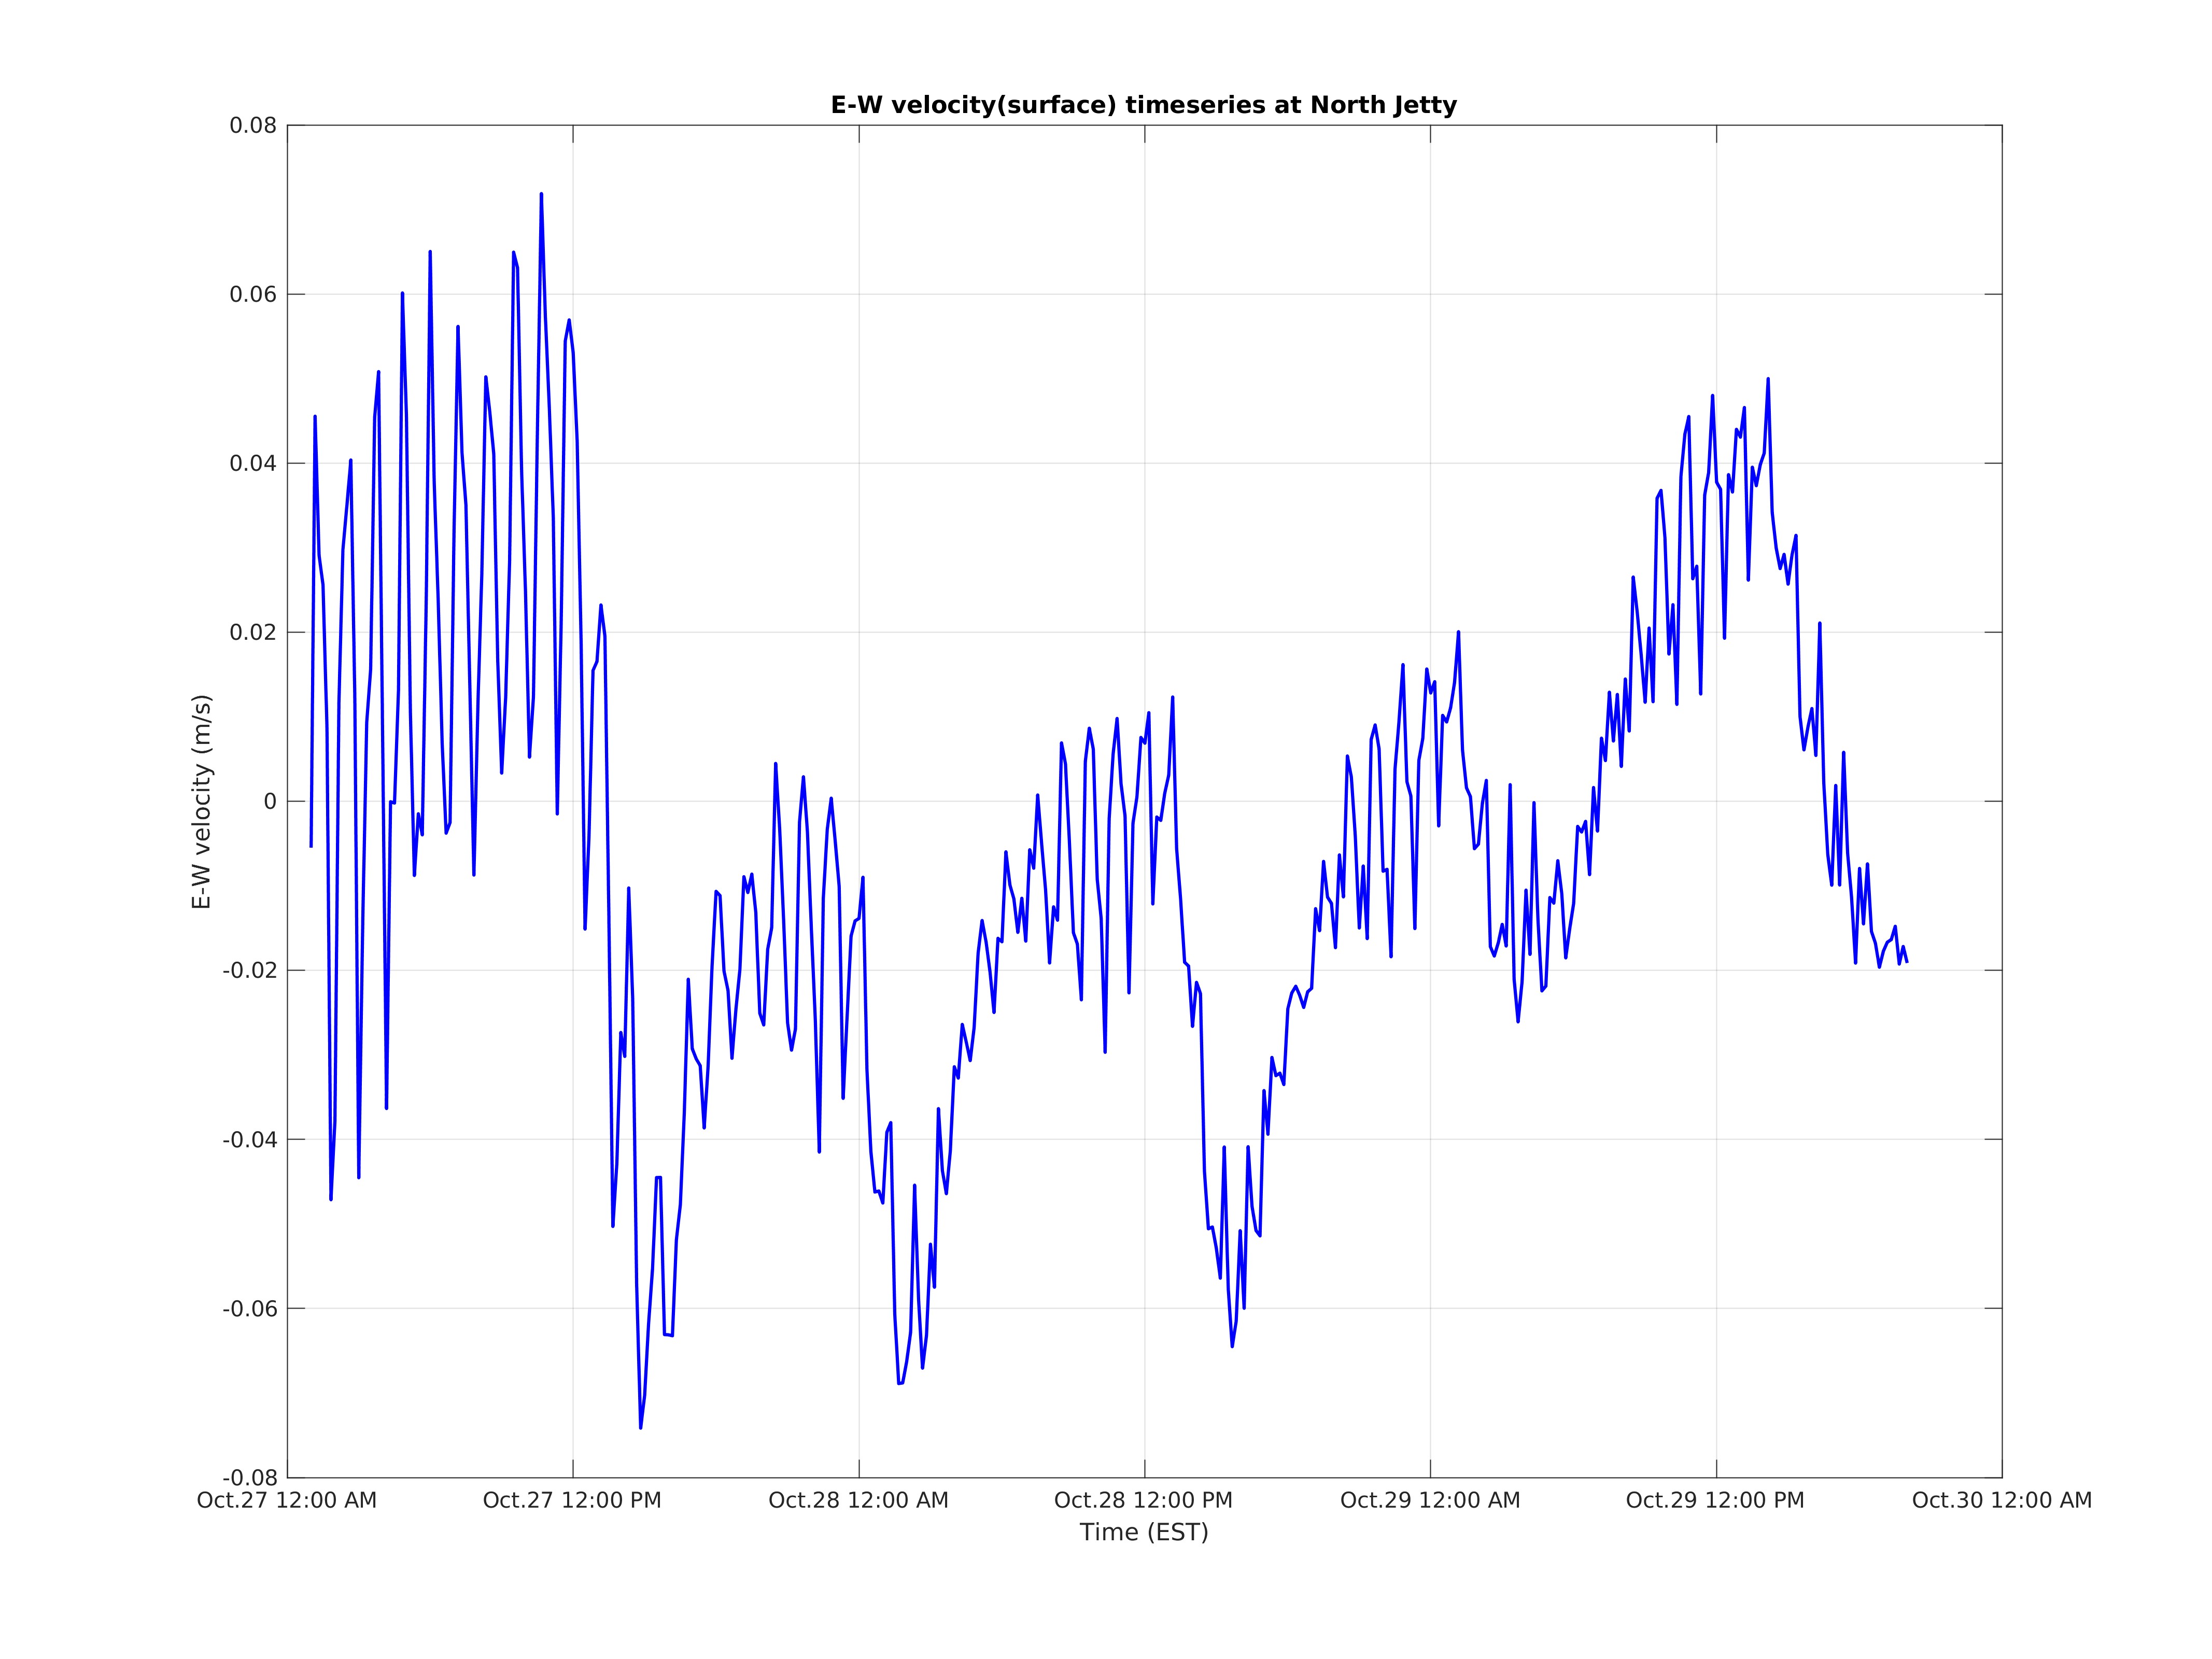 E-W velocity(surface) timeseries at North Jetty
0.08
0.06
0.04
0.02
0
-0.02
-0.04
-0.06
-0.08
E-W velocity (m/s)
Oct.27 12:00 AM
Oct.27 12:00 PM
Oct.28 12:00 AM
Oct.28 12:00 PM
Oct.29 12:00 AM
Oct.29 12:00 PM
Oct.30 12:00 AM
Time (EST)